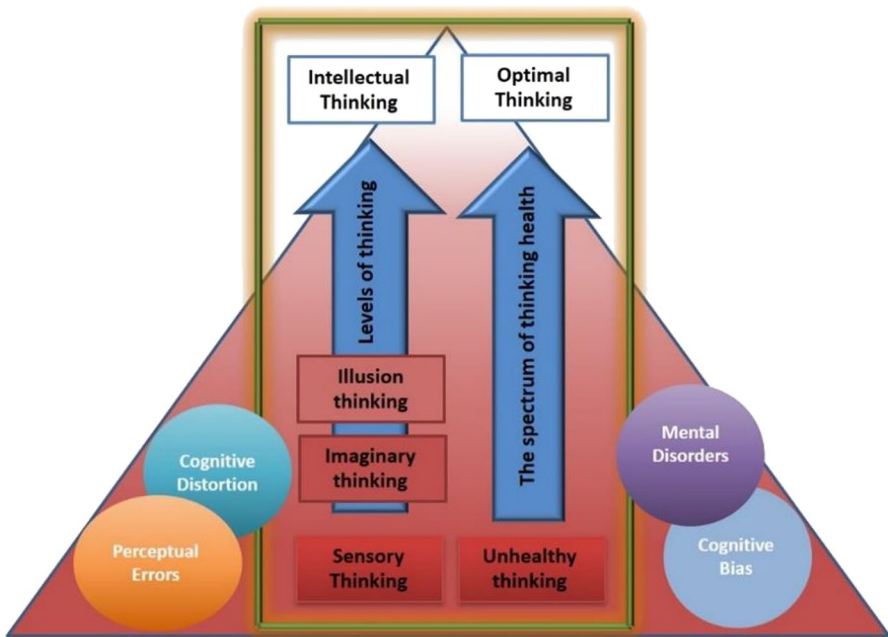 Intellectual
Thinking
Optimal
Thinking
Levels of thinking
The spectrum of thinking health
Illusion
thinking
Imaginary
thinking
Cognitive
Distortion
Mental
Disorders
Perceptual
Errors
Sensory
Thinking
Unhealthy
thinking
Cognitive
Bias